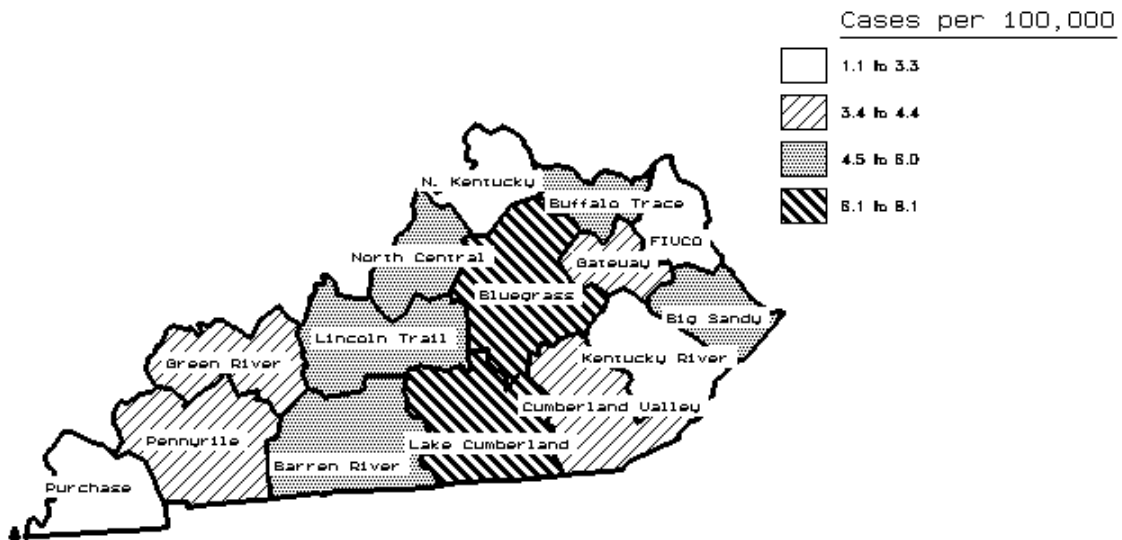 Cases per 100,000
1.1 to 3.3
3.4 to 4.4
4.5 to 6.0
6.1 to 8.1
N. Kentucky
Buffalo Trace
FIVCO
North Central
Gateway
Bluegrass
Big Sandy
Lincoln Trail
Kentucky River
Green River
Cumberland Valley
Pennyrile
Lake Cumberland
Barren River
Purchase